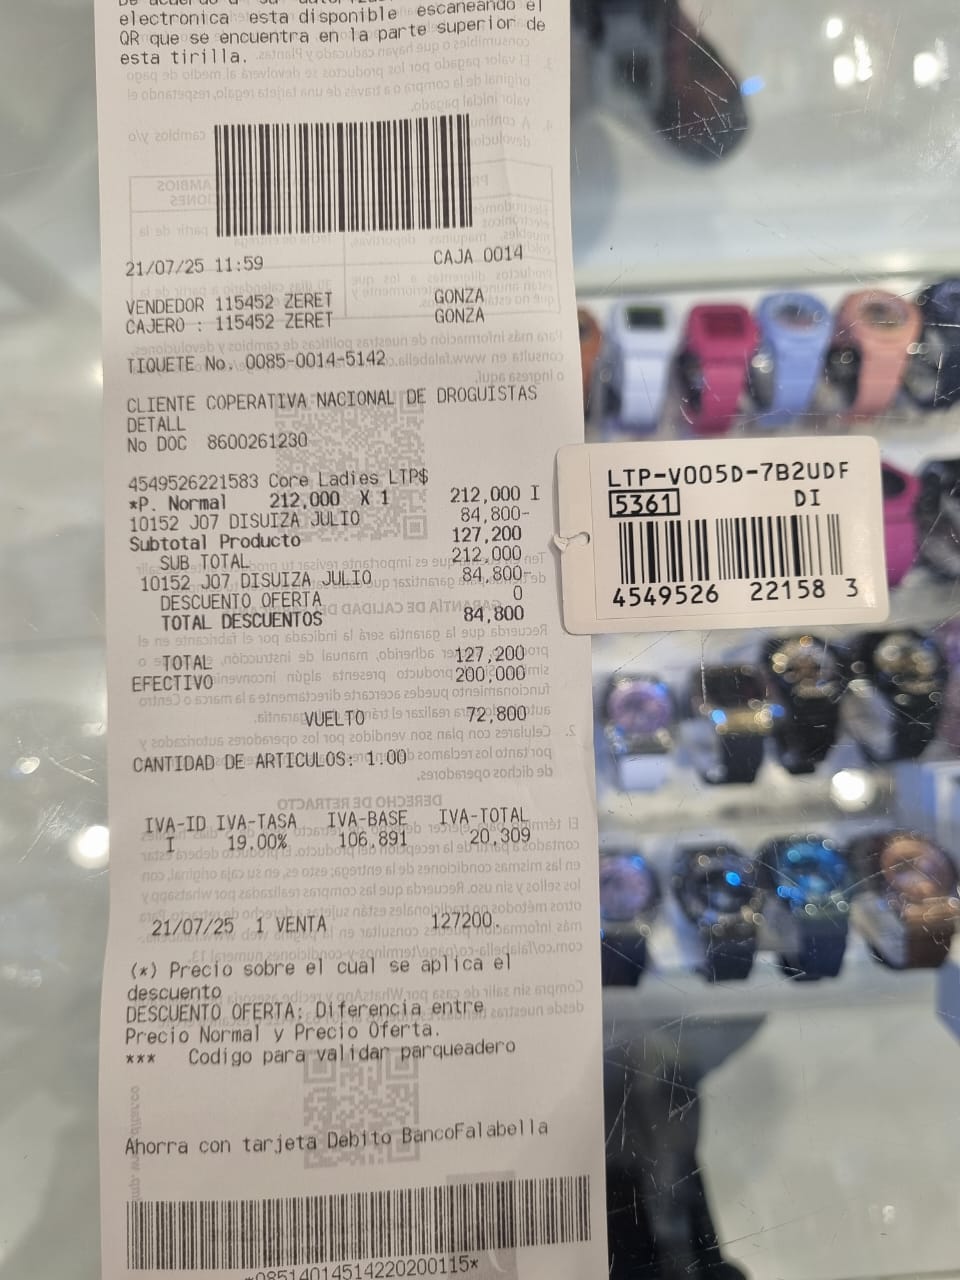 electronica esta disponible escaneando el
QR que se encuentra en la parte superior de
esta tirilla.
21/07/25 11:59 CAJA 0014
VENDEDOR 115452 ZERET GONZA
CAJERO : 115452 ZERET GONZA
TIQUETE No. 0085-0014-5142
CLIENTE COPERATIVA NACIONAL DE DROGUISTAS
DETALL
No DOC 8600261230
4549526221583 Core Ladies LTP$
*P. Normal 212,000 X 1 212,000 I
10152 J07 DISUIZA JULIO 84,800-
Subtotal Producto 127,200
SUB TOTAL 212,000
10152 J07 DISUIZA JULIO 84,800-
DESCUENTO OFERTA 0
TOTAL DESCUENTOS 84,800
TOTAL 127,200
EFECTIVO 200,000
VUELTO 72,800
CANTIDAD DE ARTICULOS: 1.00
IVA-ID IVA-TASA IVA-BASE IVA-TOTAL
I 19.00% 106,891 20,309
21/07/25 1 VENTA 127200.
(*) Precio sobre el cual se aplica el
descuento
DESCUENTO OFERTA: Diferencia entre
Precio Normal y Precio Oferta.
*** Codigo para validar parqueadero
Ahorra con tarjeta Debito BancoFalabella
*08514014514220200115*
LTP-V005D-7B2UDF
5361 DI
4549526 22158 3